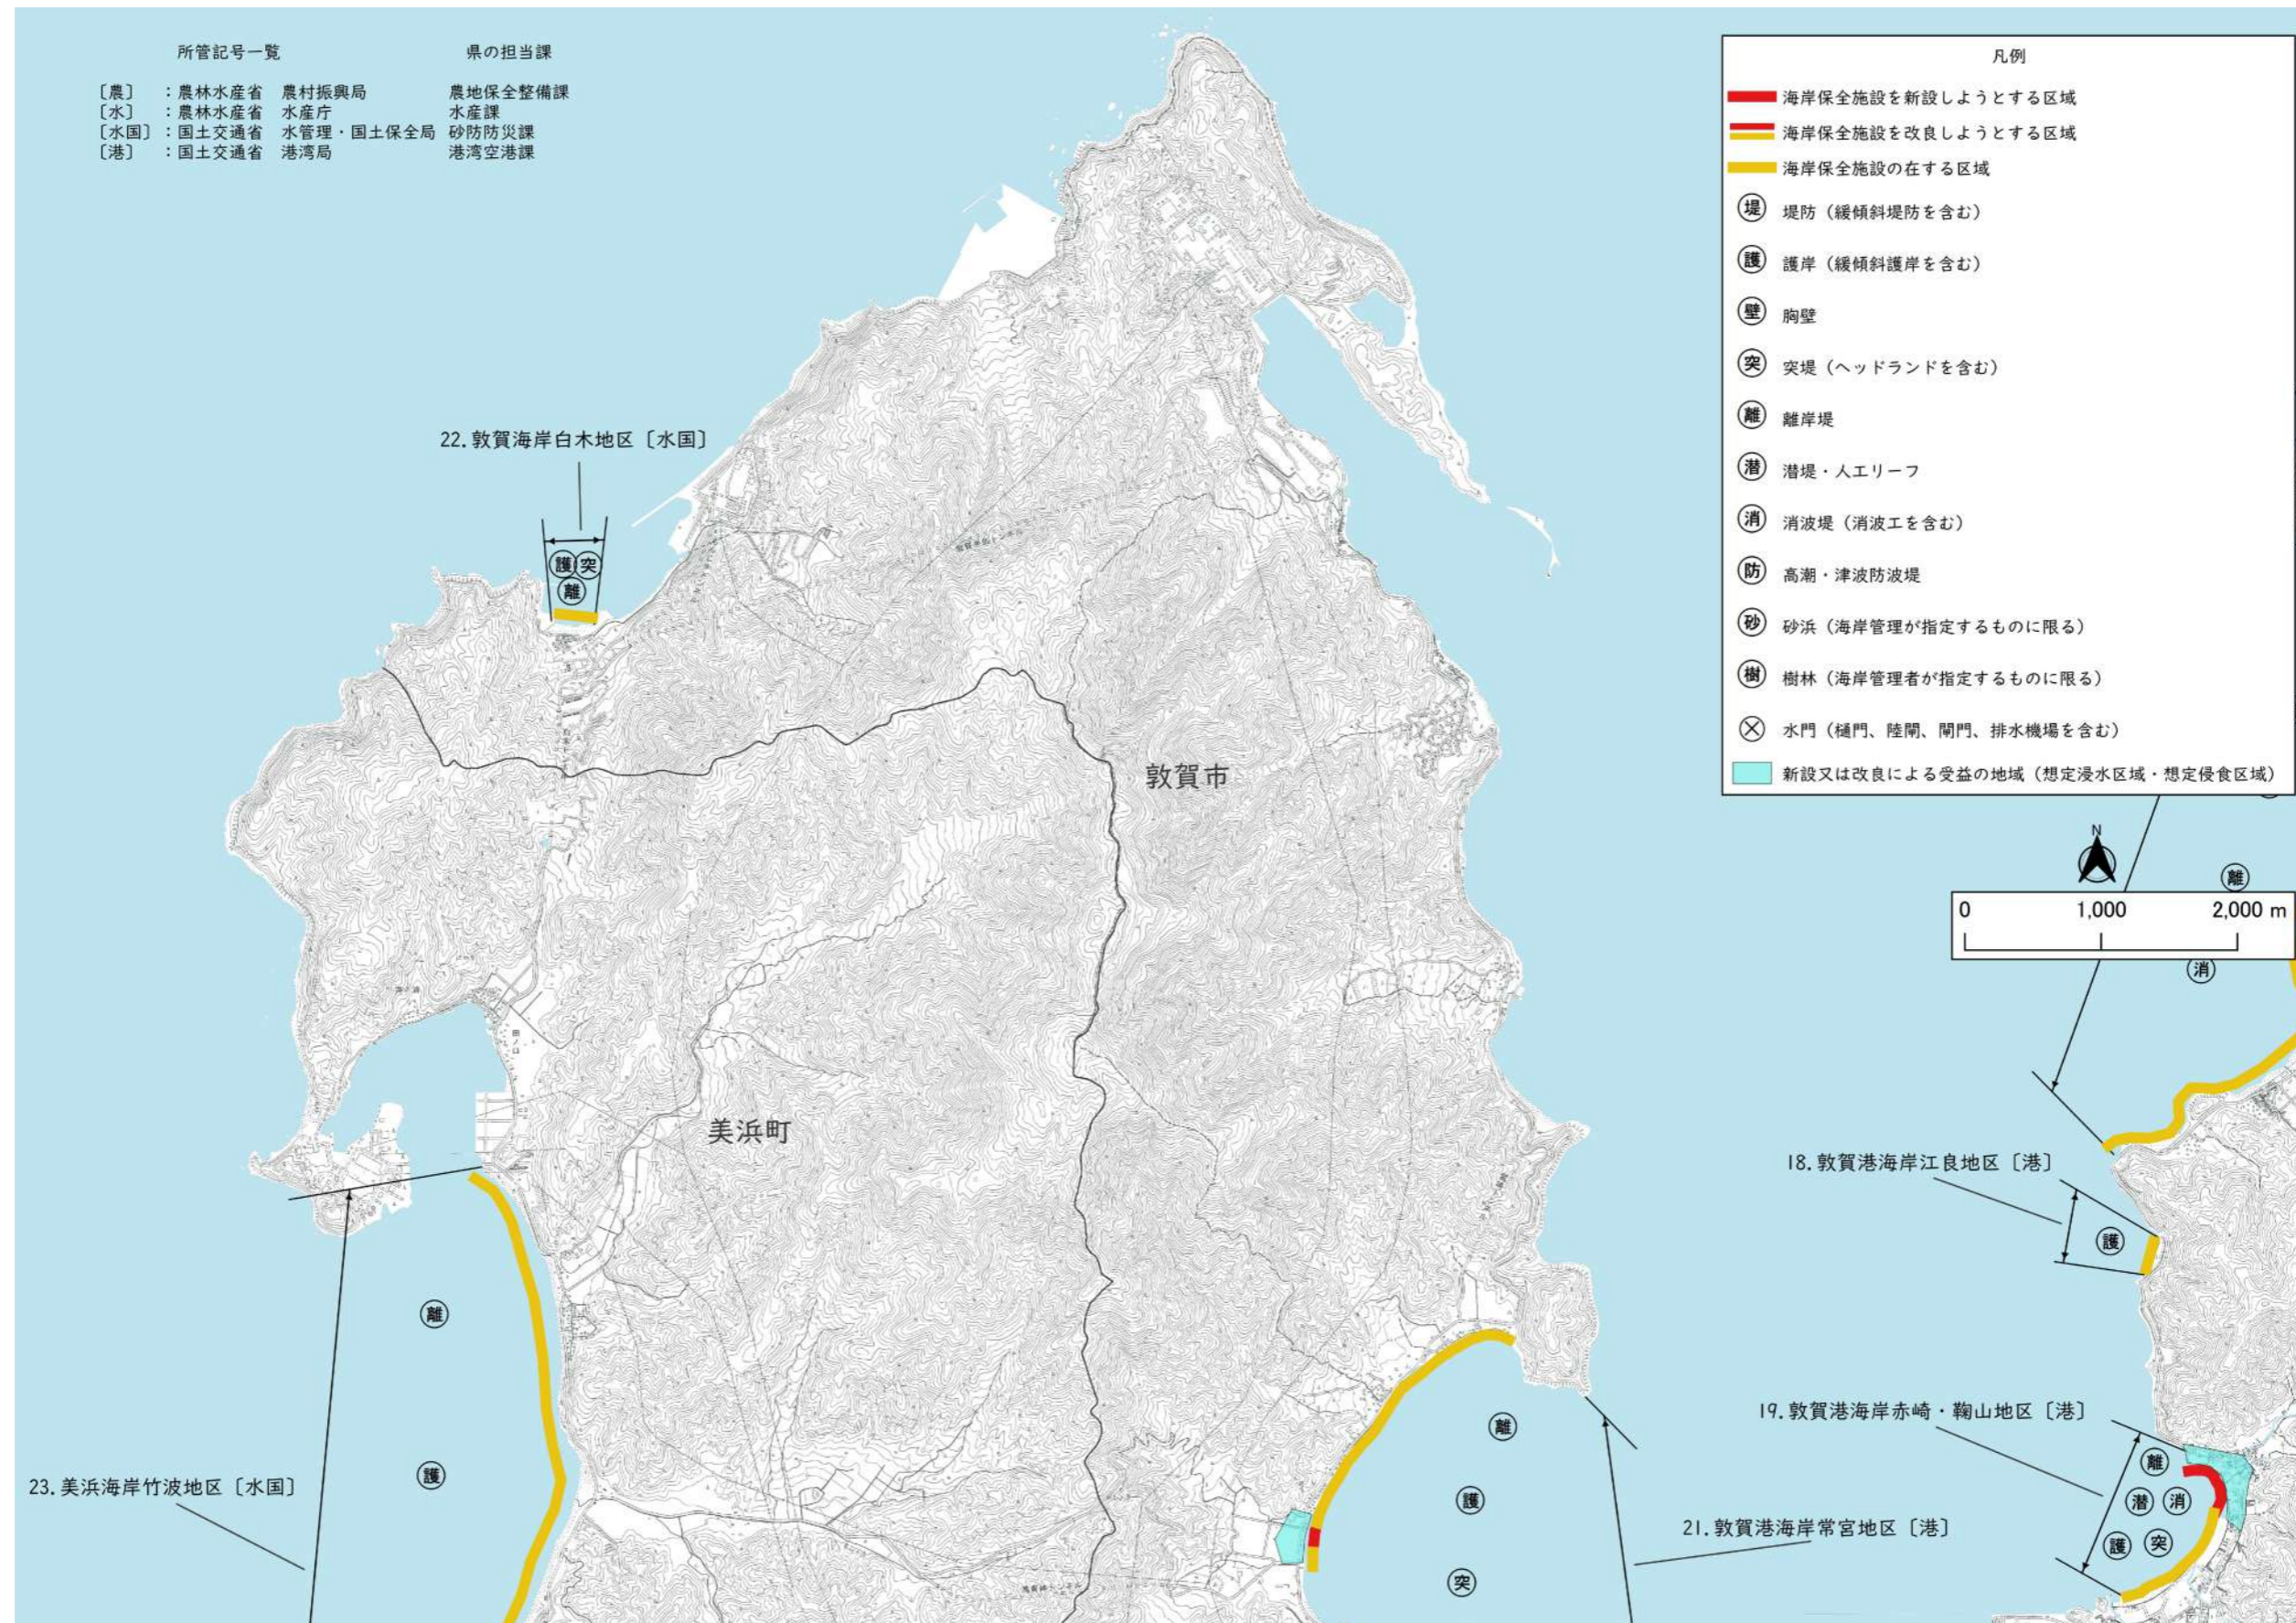 所管記号一覧 県の担当課
〔農〕 :農林水産省 農村振興局 農地保全整備課
〔水〕 :農林水産省 水産庁 水産課
〔水国〕:国土交通省 水管理・国土保全局 砂防防災課
〔港〕 :国土交通省 港湾局 港湾空港課
凡例
海岸保全施設を新設しようとする区域
海岸保全施設を改良しようとする区域
海岸保全施設の在する区域
堤 堤防(緩傾斜堤防を含む)
護 護岸(緩傾斜護岸を含む)
壁 胸壁
突 突堤(ヘッドランドを含む)
離 離岸堤
潜 潜堤・人工リーフ
消 消波堤(消波工を含む)
防 高潮・津波防波堤
砂 砂浜(海岸管理が指定するものに限る)
樹 樹林(海岸管理者が指定するものに限る)
水門(樋門、陸閘、閘門、排水機場を含む)
新設又は改良による受益の地域(想定浸水区域・想定侵食区域)
22.敦賀海岸白木地区〔水国〕
護 突
離
敦賀市
N
離
0 1,000 2,000 m
消
美浜町
18.敦賀港海岸江良地区〔港〕
護
離
離
護
19.敦賀港海岸赤崎・鞠山地区〔港〕
離
潜 消
護 突
23.美浜海岸竹波地区〔水国〕
護
21.敦賀港海岸常宮地区〔港〕
突